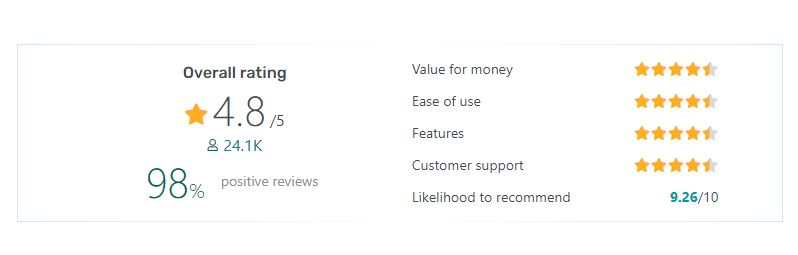 Overall rating
4.8 /5
24.1K
98% positive reviews
Value for money
Ease of use
Features
Customer support
Likelihood to recommend 9.26/10